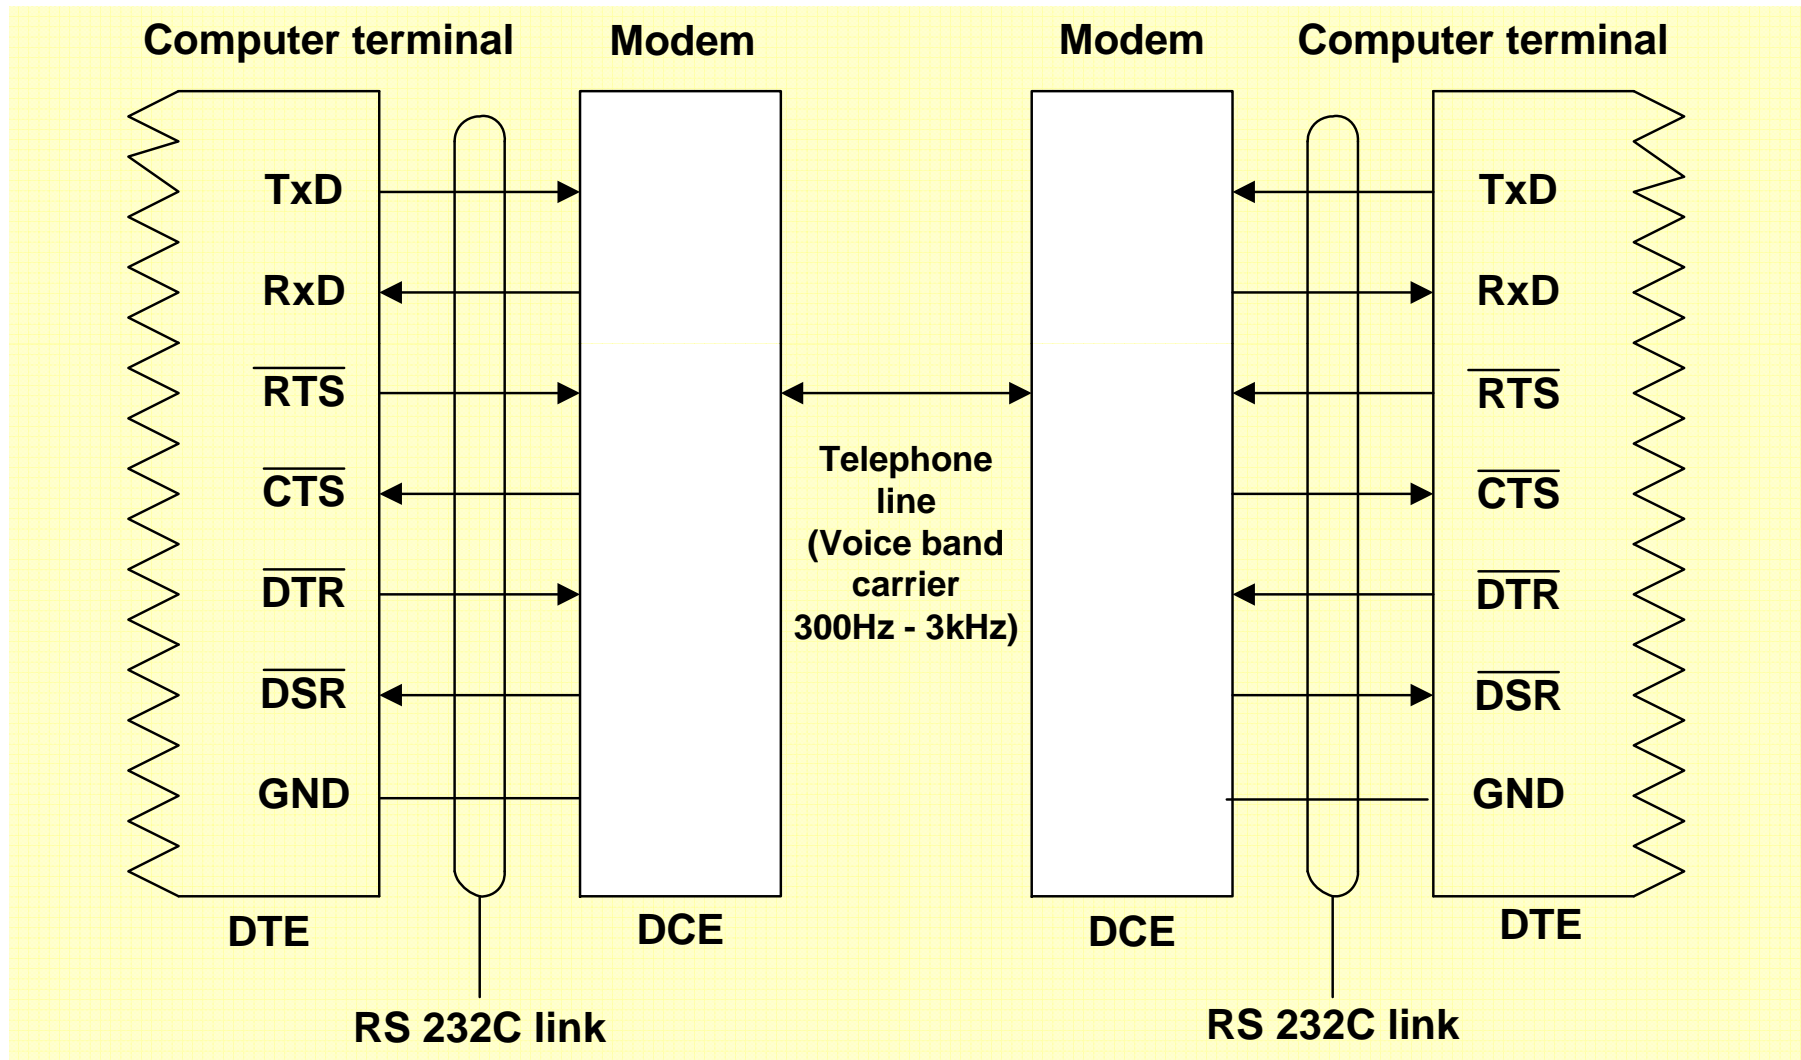 Computer terminal
Modem
Modem
Computer terminal
TxD
RxD
RTS
CTS
DTR
DSR
GND
Telephone
line
(Voice band
carrier
300Hz - 3kHz)
TxD
RxD
RTS
CTS
DTR
DSR
GND
DTE
DCE
DCE
DTE
RS 232C link
RS 232C link